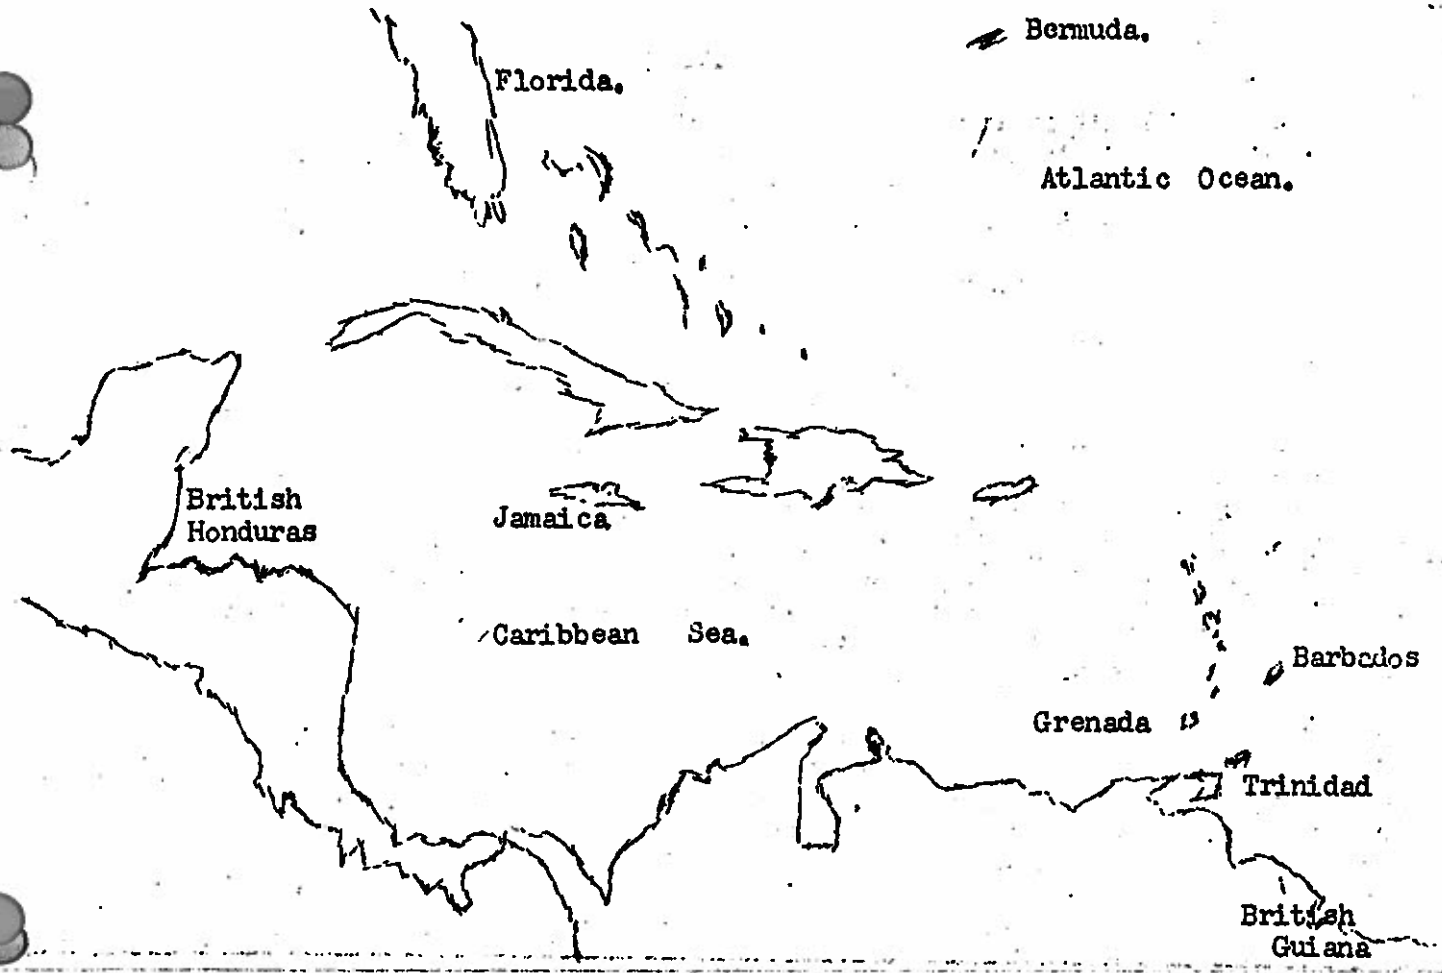 Bermuda.
Florida.
Atlantic Ocean.
British
Honduras
Jamaica
Caribbean Sea.
Barbados
Grenada
Trinidad
British
Guiana